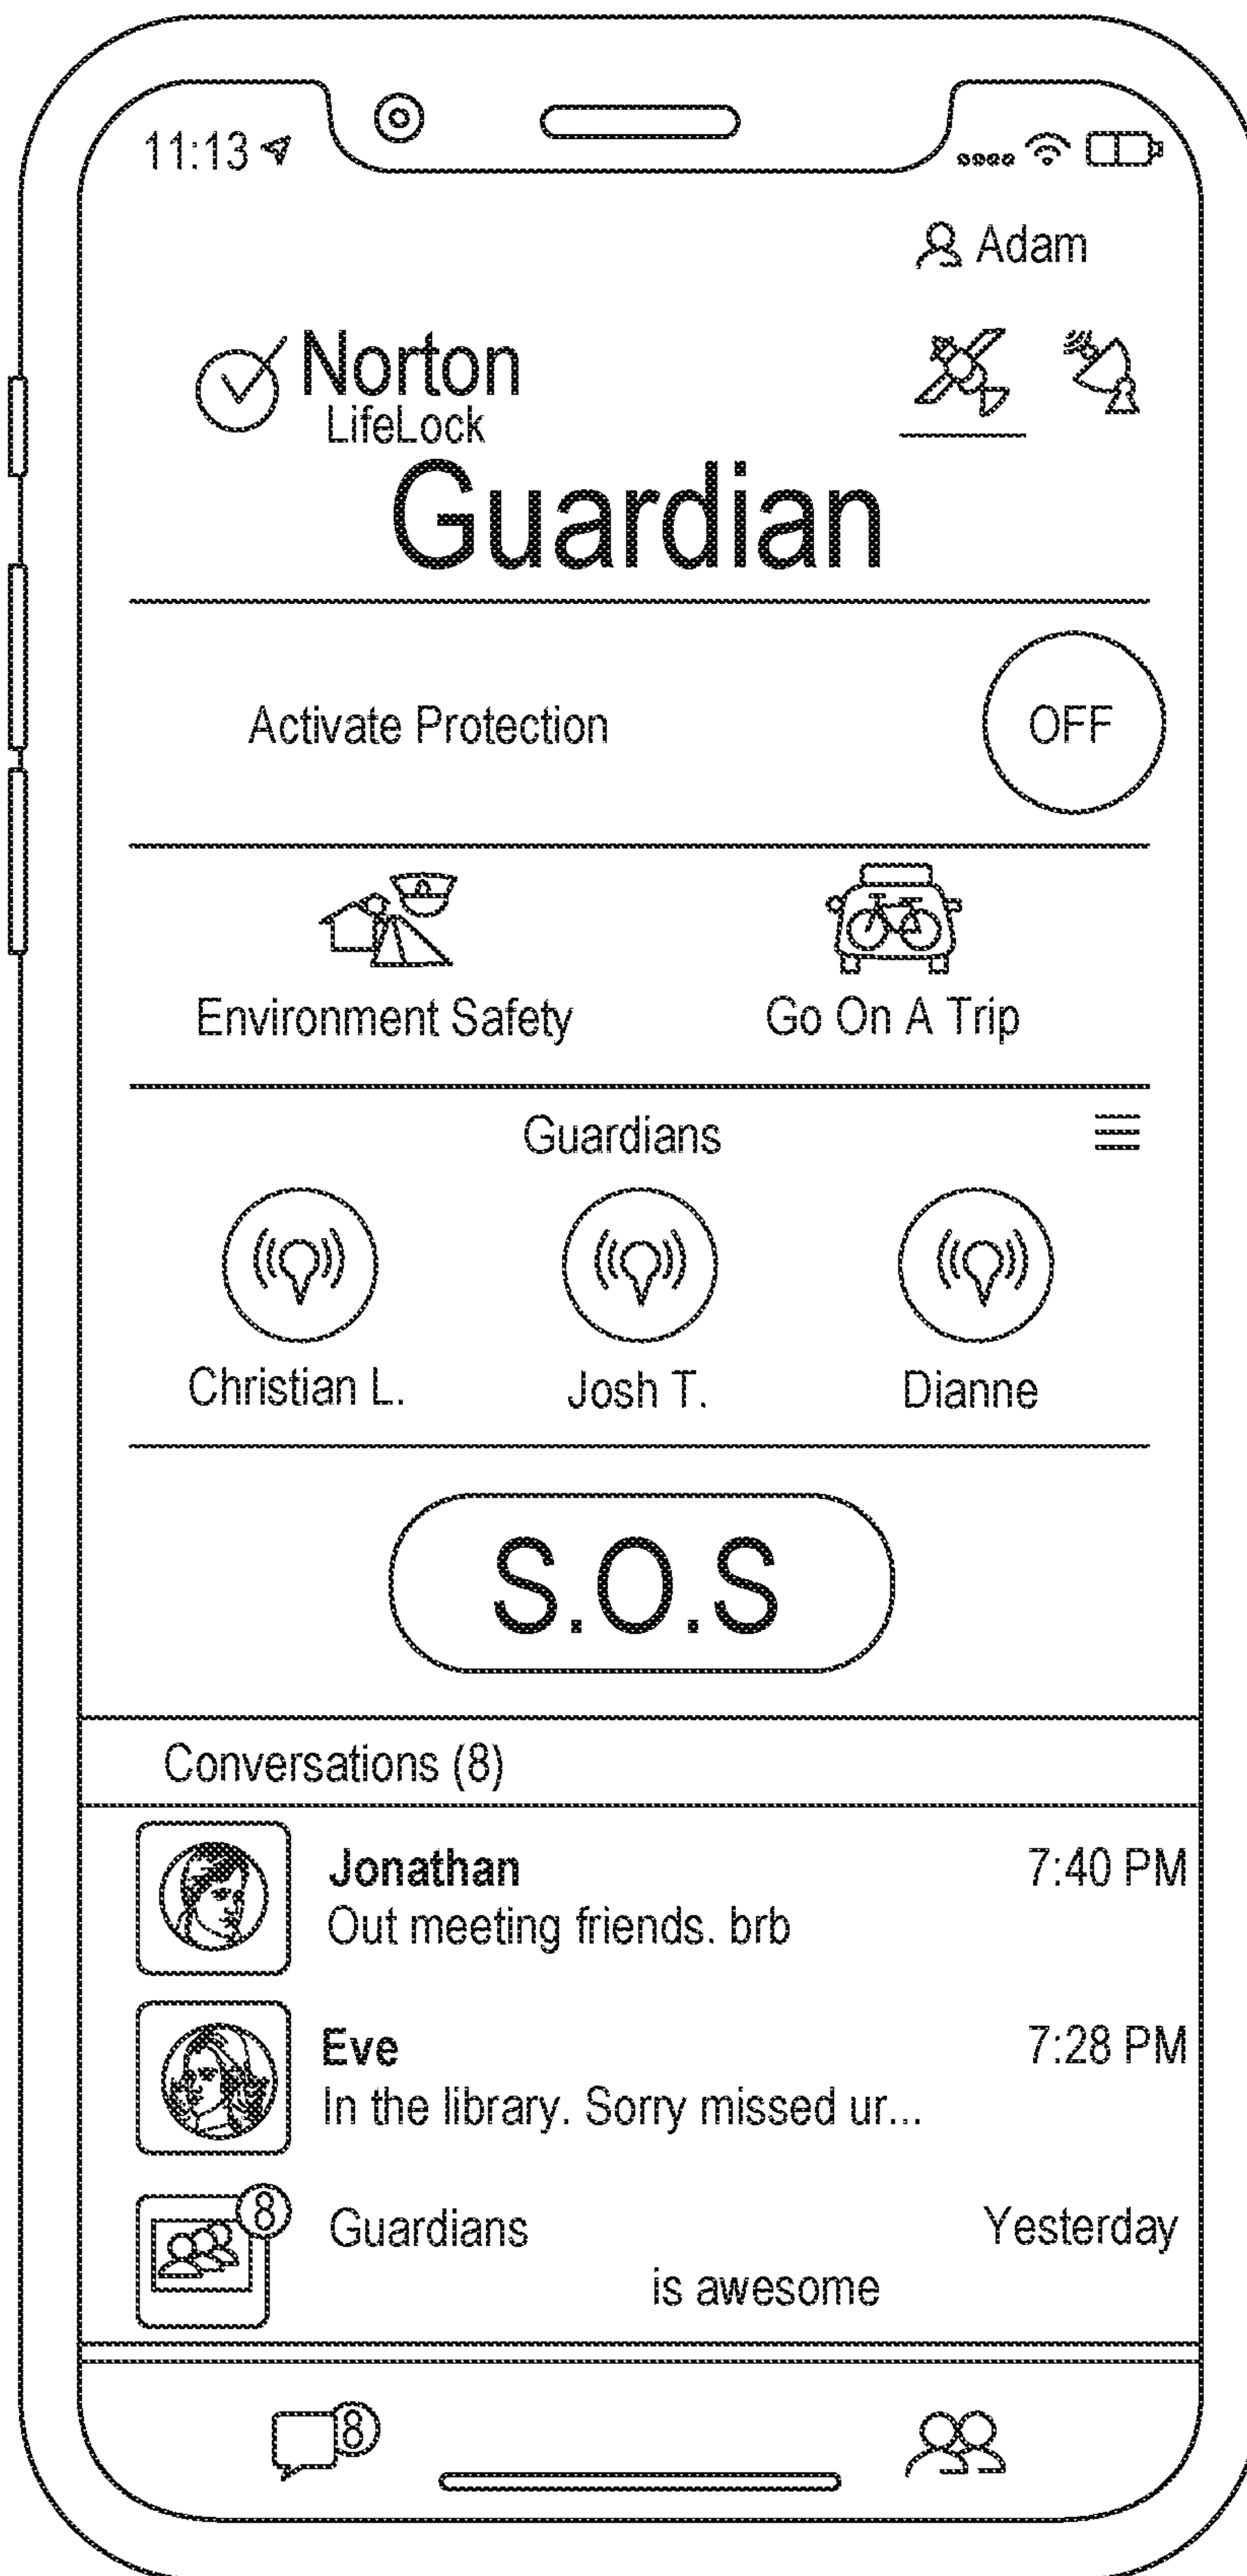 11:13
Adam
Norton
LifeLock
Guardian
Activate Protection OFF
Environment Safety Go On A Trip
Guardians
Christian L. Josh T. Dianne
S.O.S
Conversations (8)
Jonathan 7:40 PM
Out meeting friends. brb
Eve 7:28 PM
In the library. Sorry missed ur...
8
Guardians Yesterday
is awesome
8